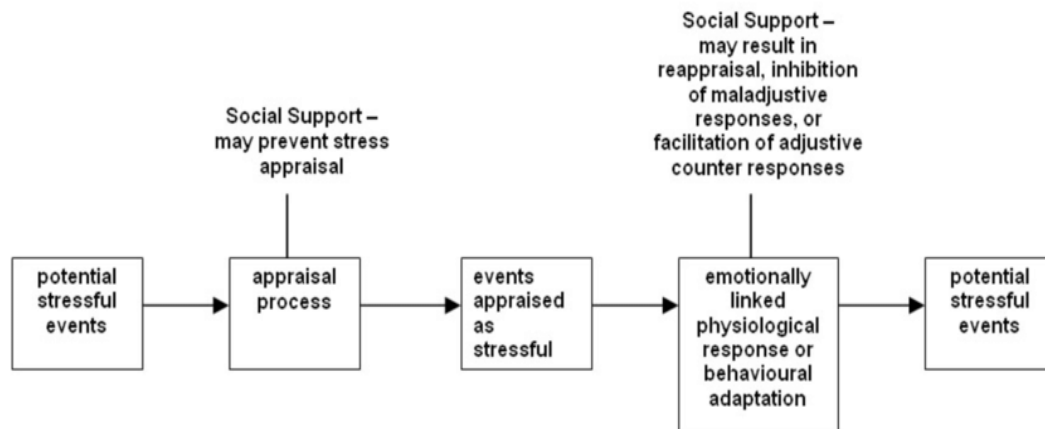 Social Support –
may result in
reappraisal, inhibition
of maladjustive
responses, or
facilitation of adjustive
counter responses
Social Support –
may prevent stress
appraisal
potential
stressful
events
appraisal
process
events
appraised
as
stressful
emotionally
linked
physiological
response or
behavioural
adaptation
potential
stressful
events